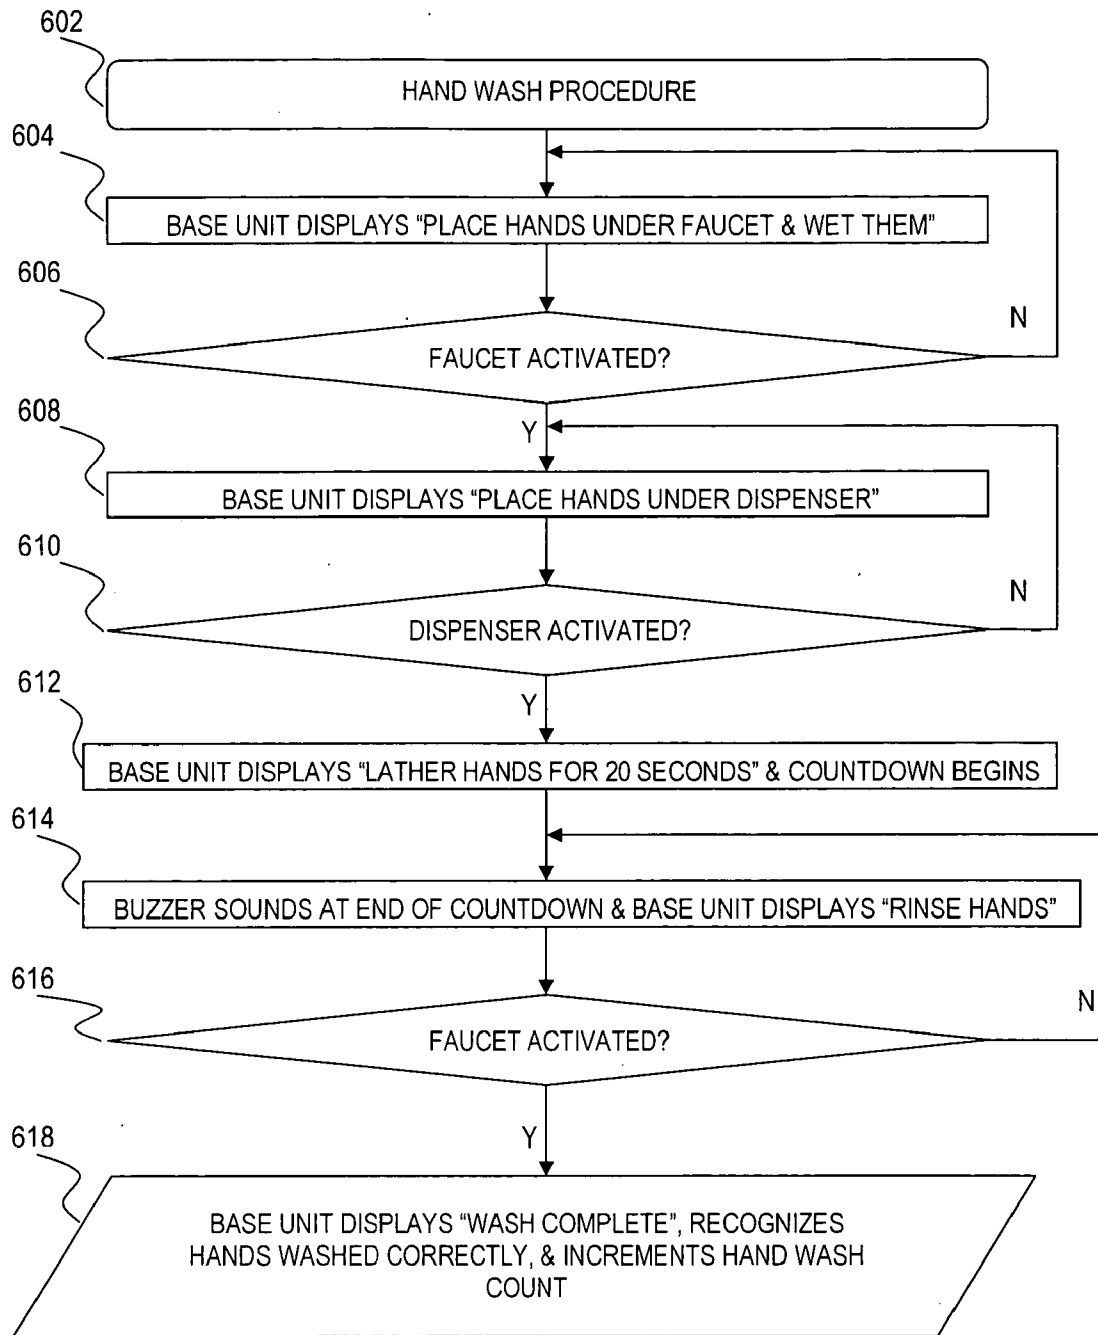 602
HAND WASH PROCEDURE
604
BASE UNIT DISPLAYS “PLACE HANDS UNDER FAUCET & WET THEM”
606
N
FAUCET ACTIVATED?
608
Y
BASE UNIT DISPLAYS “PLACE HANDS UNDER DISPENSER”
610
N
DISPENSER ACTIVATED?
612
Y
BASE UNIT DISPLAYS “LATHER HANDS FOR 20 SECONDS” & COUNTDOWN BEGINS
614
BUZZER SOUNDS AT END OF COUNTDOWN & BASE UNIT DISPLAYS “RINSE HANDS”
616
N
FAUCET ACTIVATED?
618
Y
BASE UNIT DISPLAYS “WASH COMPLETE”, RECOGNIZES
HANDS WASHED CORRECTLY, & INCREMENTS HAND WASH
COUNT